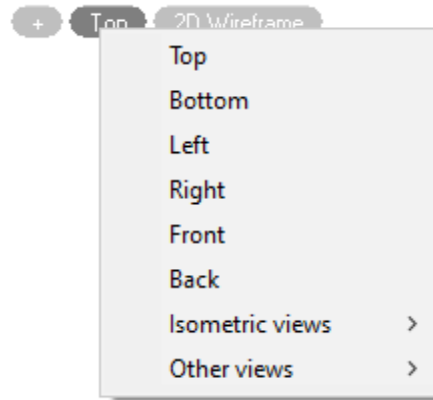 + Top 2D Wireframe
Top
Bottom
Left
Right
Front
Back
Isometric views >
Other views >